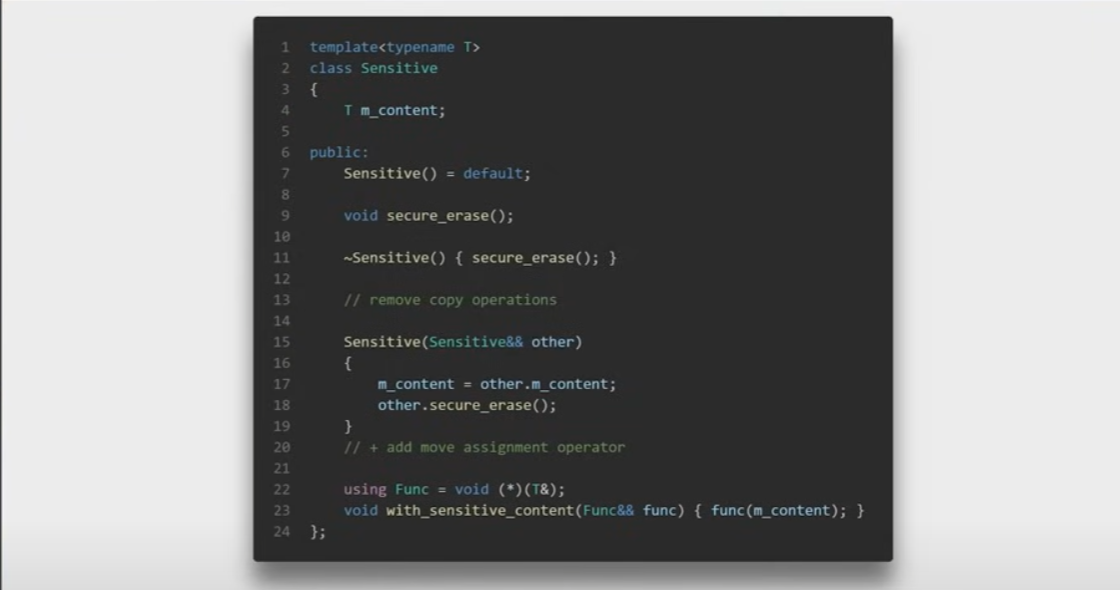 1 template<typename T>
2 class Sensitive
3 {
4     T m_content;
5
6 public:
7     Sensitive() = default;
8
9     void secure_erase();
10
11     ~Sensitive() { secure_erase(); }
12
13     // remove copy operations
14
15     Sensitive(Sensitive&& other)
16     {
17         m_content = other.m_content;
18         other.secure_erase();
19     }
20     // + add move assignment operator
21
22     using Func = void (*)(T&);
23     void with_sensitive_content(Func&& func) { func(m_content); }
24 };